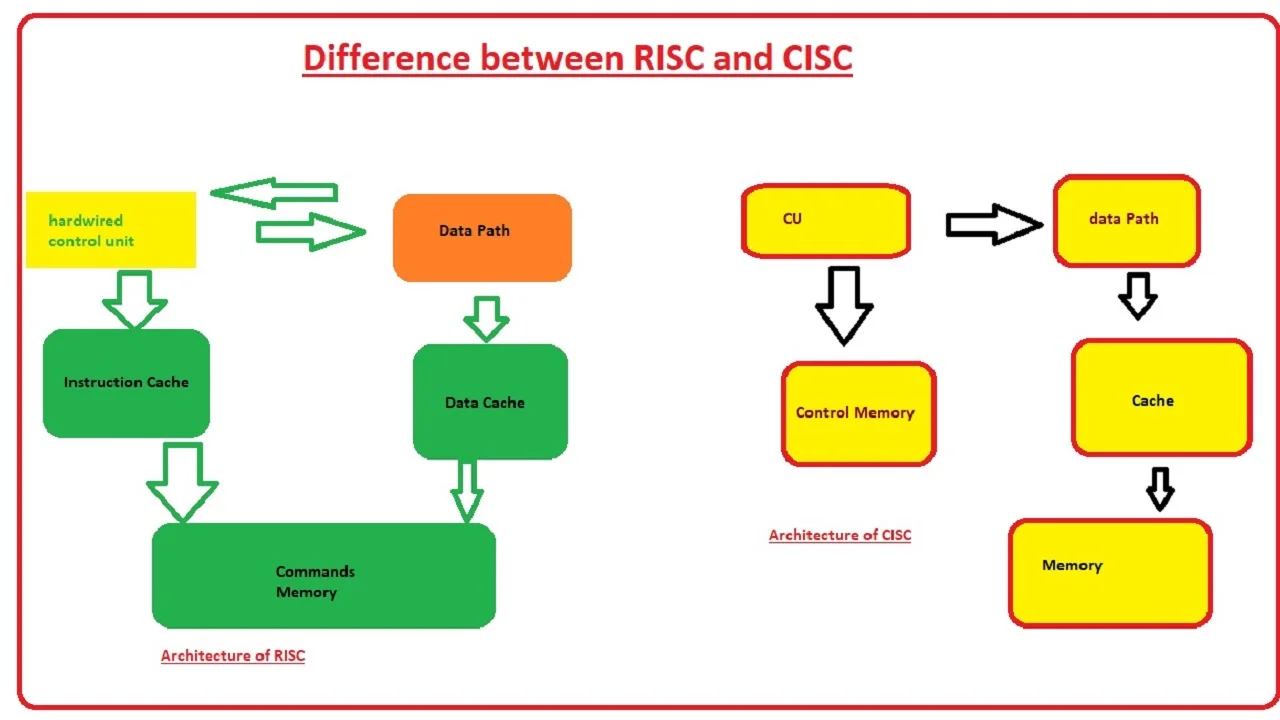 Difference between RISC and CISC
hardwired
control unit
Data Path
Instruction Cache
Data Cache
Commands
Memory
Architecture of RISC
CU
data Path
Control Memory
Cache
Memory
Architecture of CISC